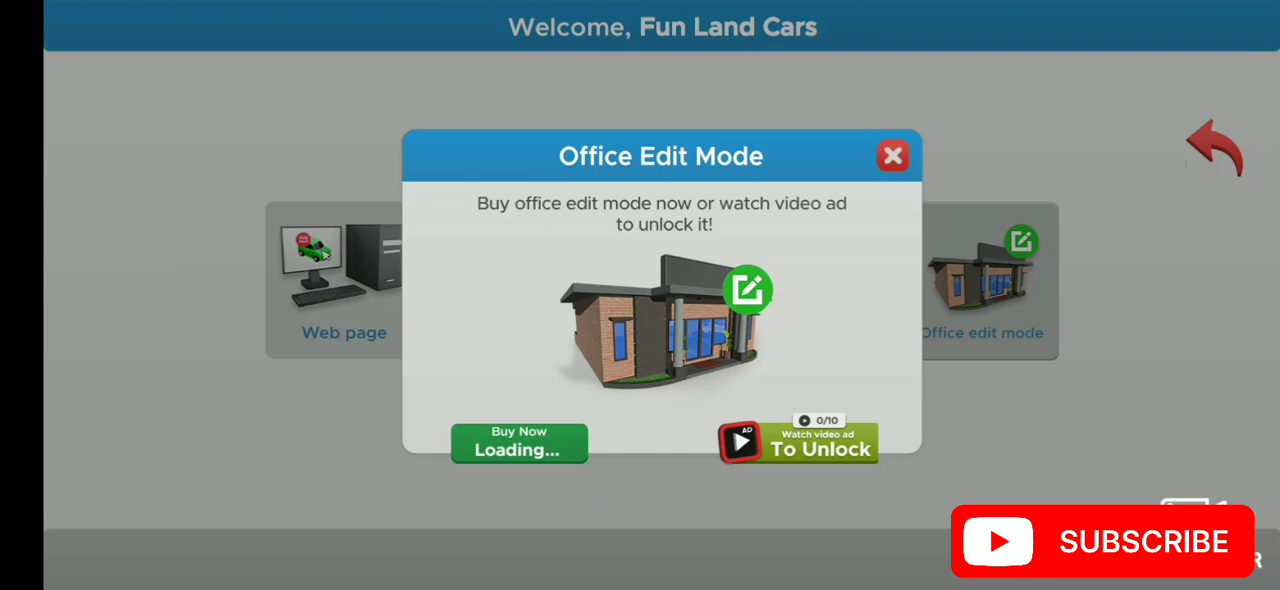 Welcome, Fun Land Cars
Office Edit Mode
Buy office edit mode now or watch video ad
to unlock it!
Web page
Office edit mode
Buy Now
Loading...
0/10
AD
Watch video ad
To Unlock
SUBSCRIBE